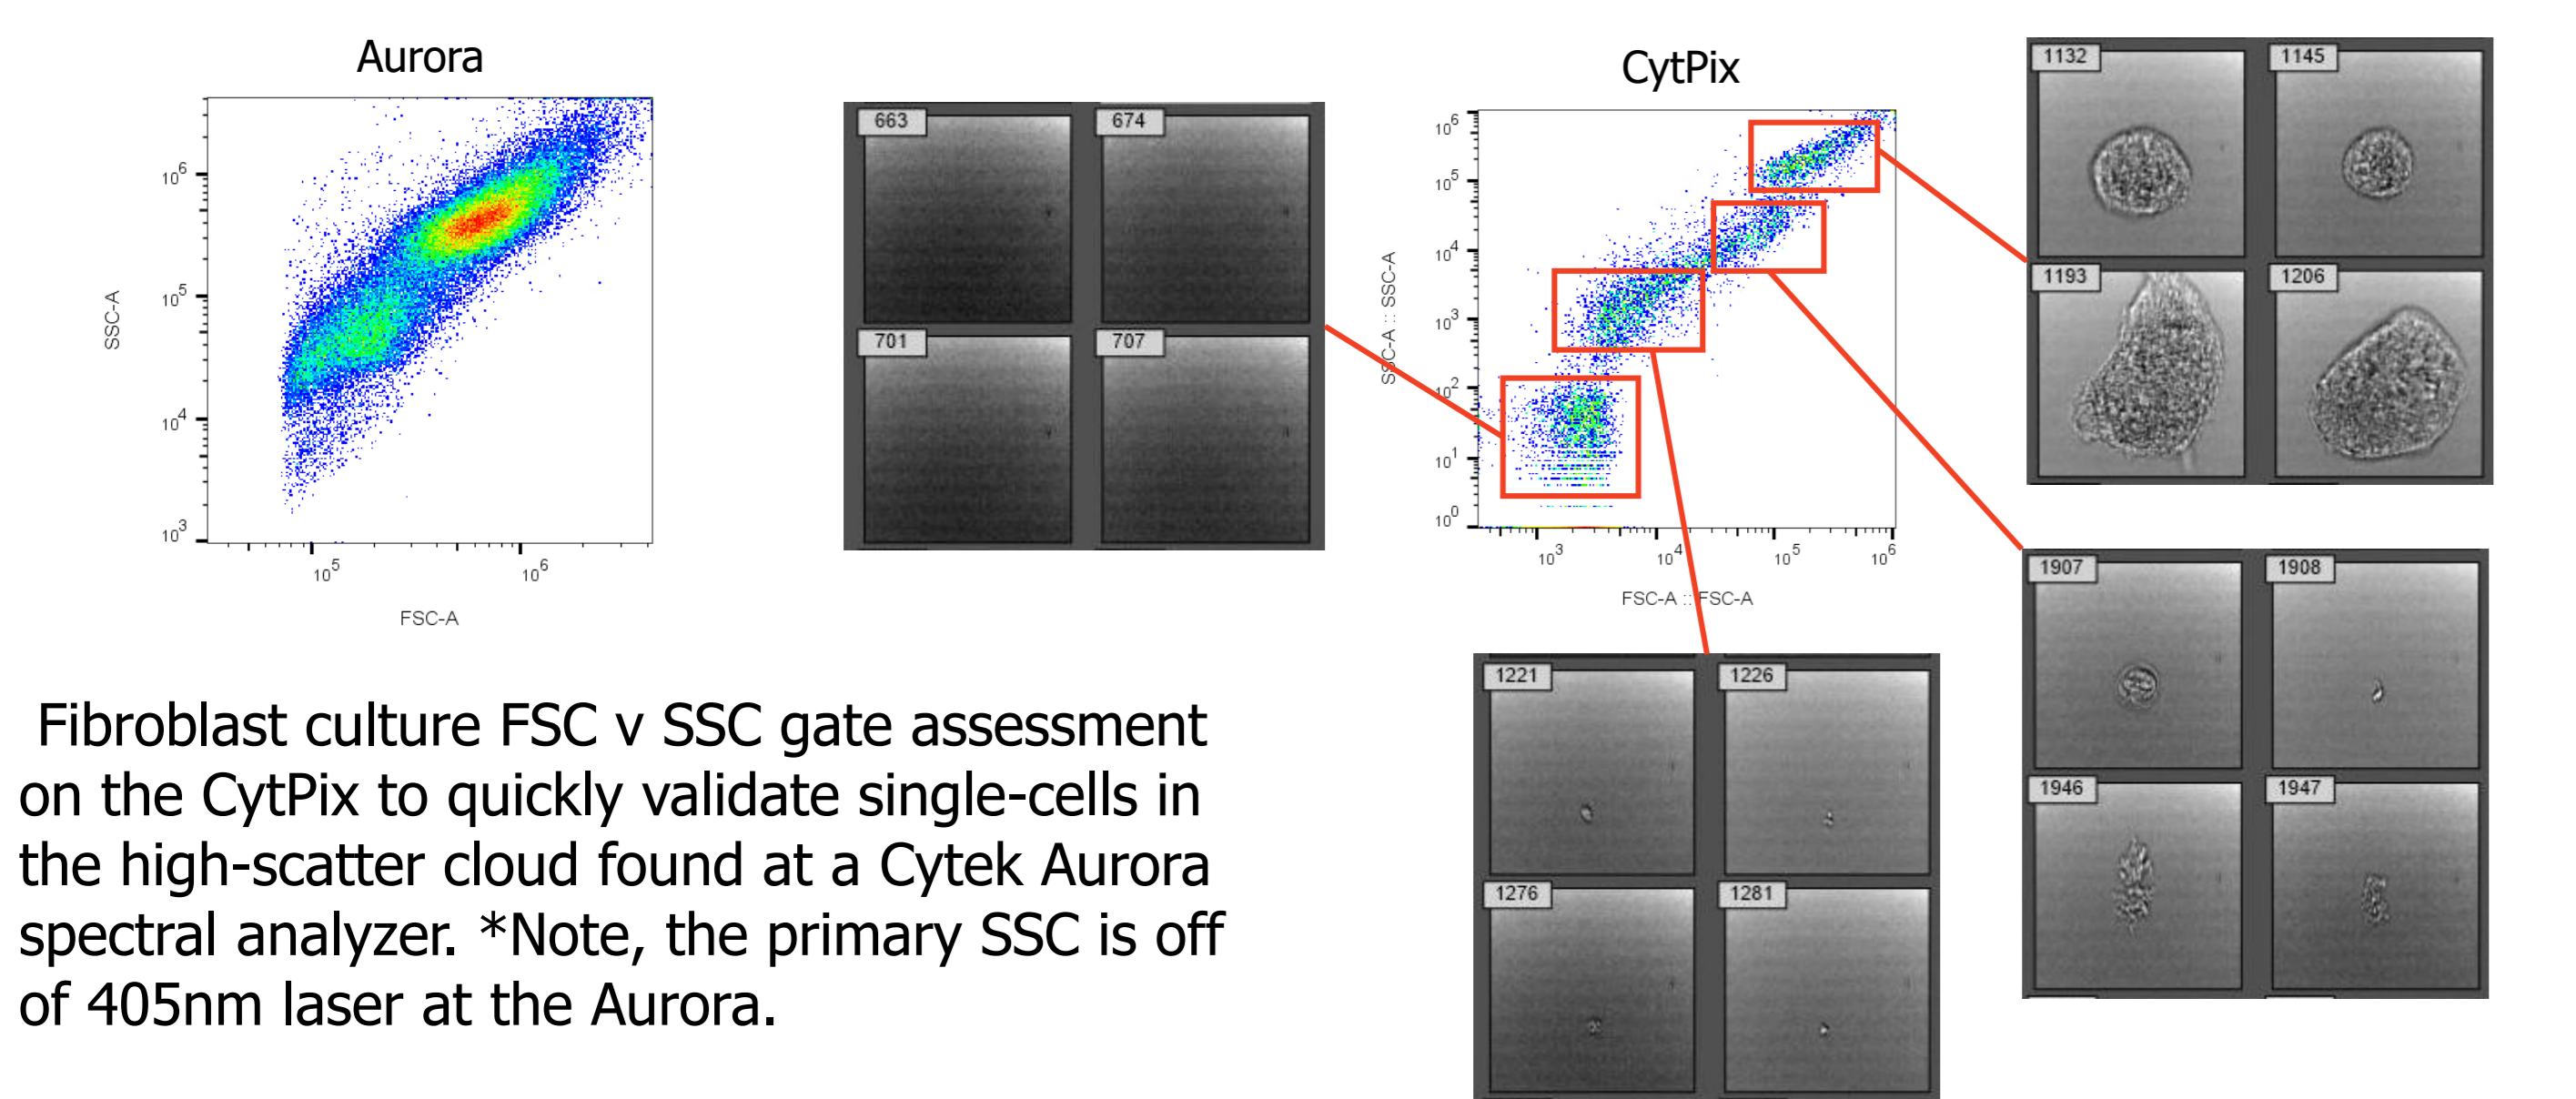 Aurora
10^6
10^5
10^4
10^3
SSC-A
10^5 10^6
FSC-A
663 674
701 707
CytPix
10^6
10^5
10^4
10^3
10^2
10^1
10^0
SSC-A :: SSC-A
10^3 10^4 10^5 10^6
FSC-A :: FSC-A
1132 1145
1193 1206
1907 1908
1946 1947
1221 1226
1276 1281
Fibroblast culture FSC v SSC gate assessment
on the CytPix to quickly validate single-cells in
the high-scatter cloud found at a Cytek Aurora
spectral analyzer. *Note, the primary SSC is off
of 405nm laser at the Aurora.